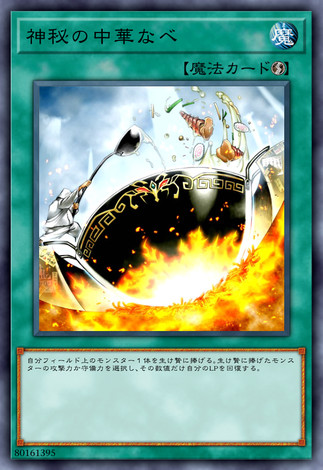 神秘の中華なべ
魔
【魔法カード】
自分フィールド上のモンスター１体を生け贄に捧げる。生け贄に捧げたモンス
ターの攻撃力か守備力を選択し、その数値だけ自分のLPを回復する。
80161395